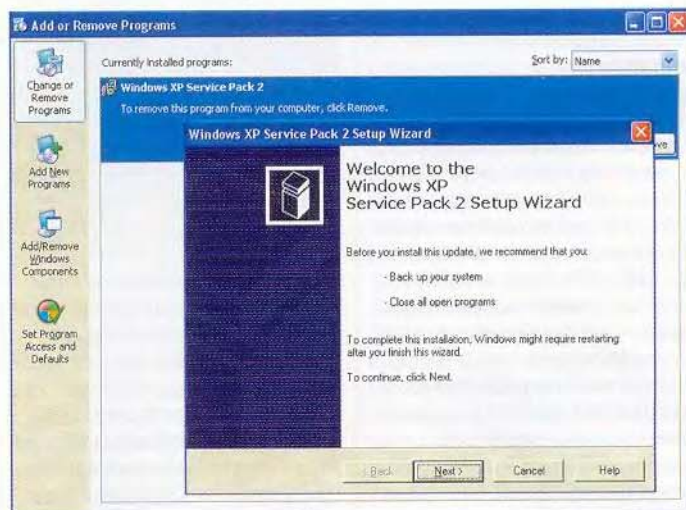 Add or Remove Programs
Change or
Remove
Programs
Add New
Programs
Add/Remove
Windows
Components
Set Program
Access and
Defaults
Currently installed programs:
Sort by:
Name
Windows XP Service Pack 2
To remove this program from your computer, click Remove.
Windows XP Service Pack 2 Setup Wizard
Welcome to the
Windows XP
Service Pack 2 Setup Wizard
Before you install this update, we recommend that you:
- Back up your system
- Close all open programs
To complete this installation, Windows might require restarting
after you finish this wizard.
To continue, click Next.
< Back
Next >
Cancel
Help